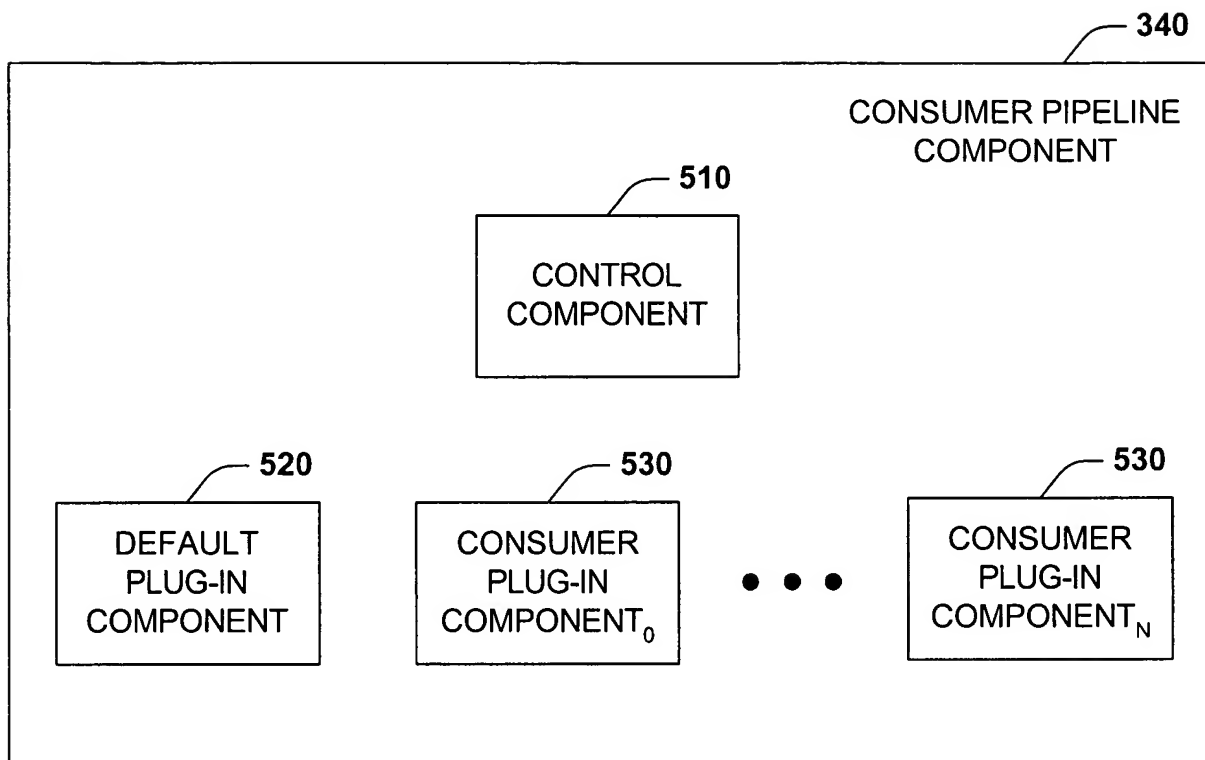 340
CONSUMER PIPELINE
COMPONENT
510
CONTROL
COMPONENT
520
DEFAULT
PLUG-IN
COMPONENT
530
CONSUMER
PLUG-IN
COMPONENT₀
530
CONSUMER
PLUG-IN
COMPONENT_N